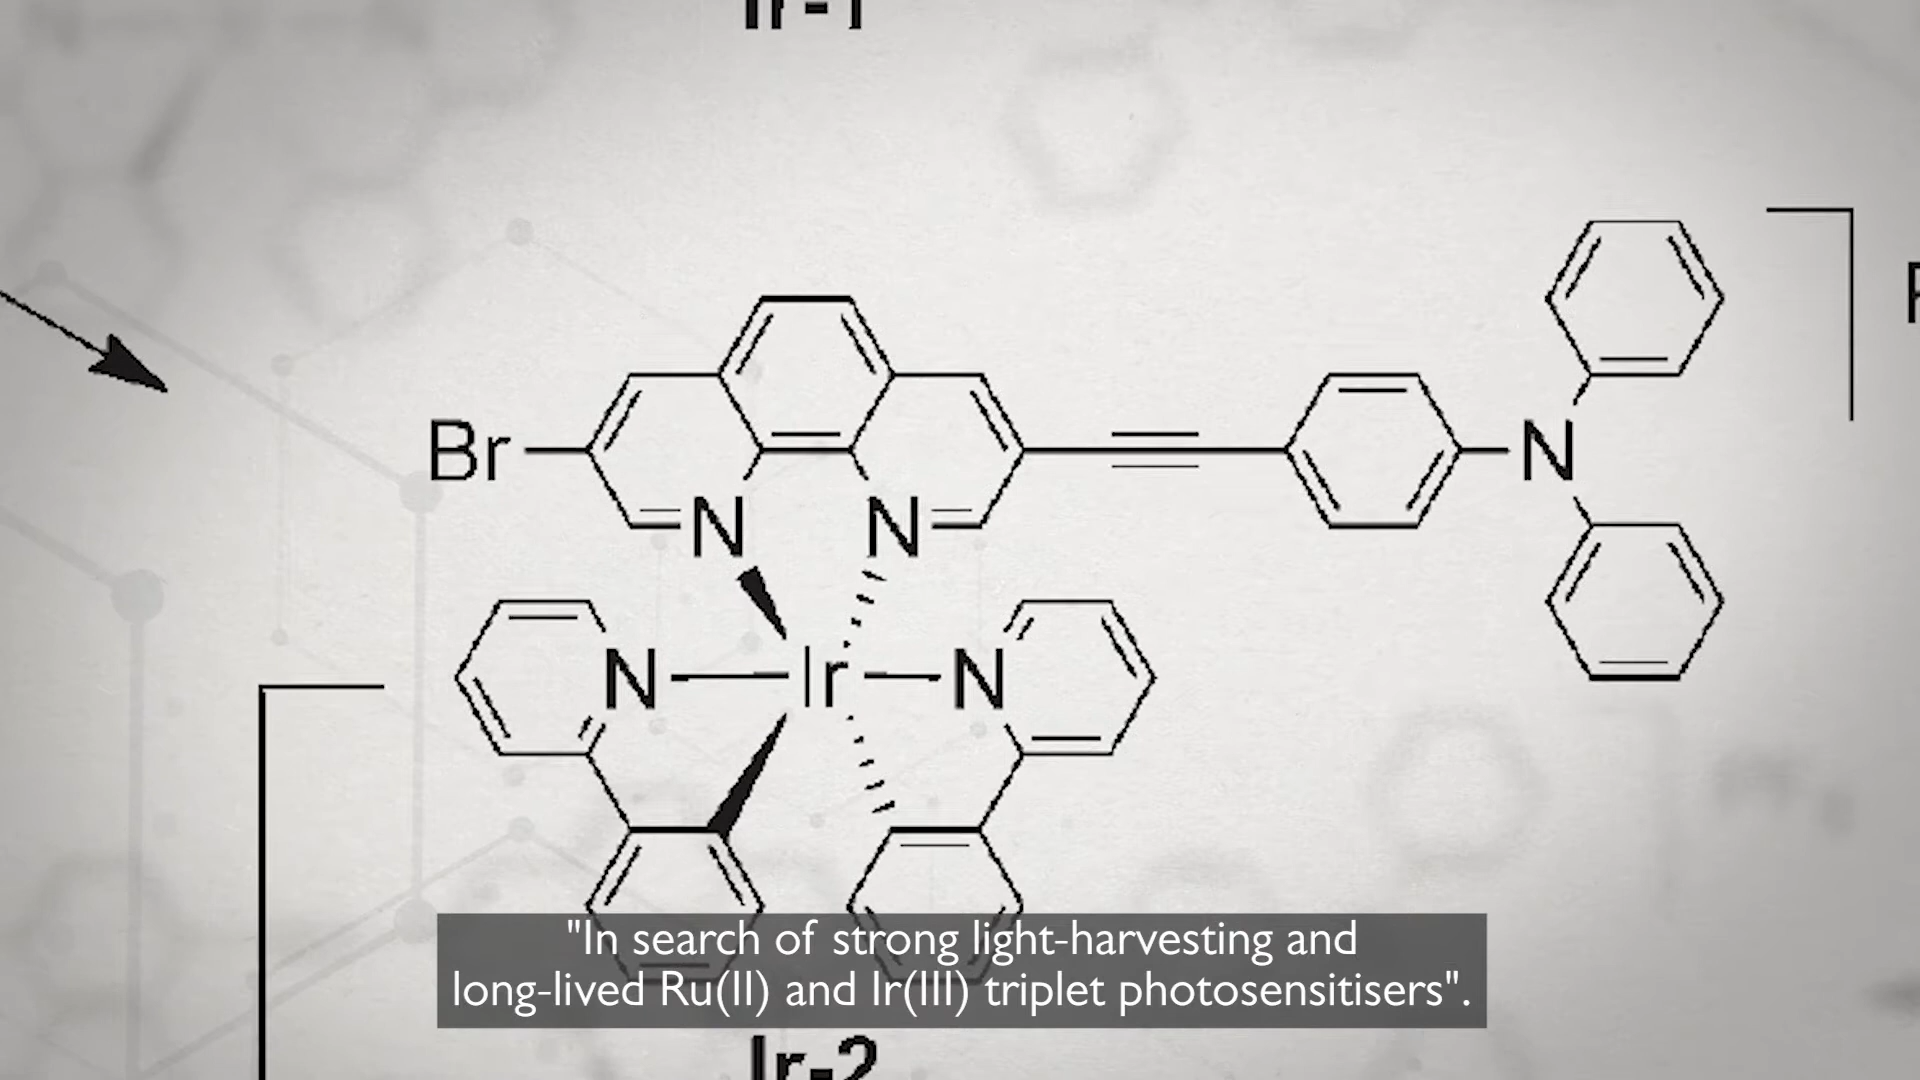 Ir-1
Br
N
N
N
N
Ir
N
"In search of strong light-harvesting and
long-lived Ru(II) and Ir(III) triplet photosensitisers".
Ir-2